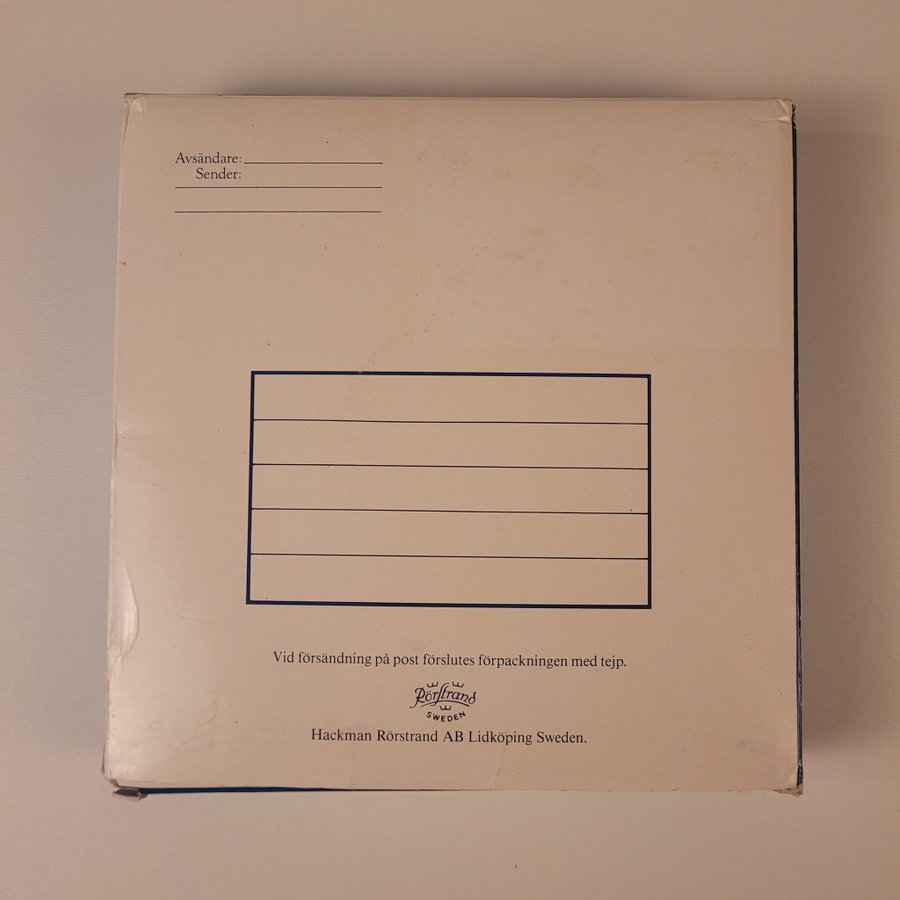 Avsändare:
Sender:
Vid försändning på post förslutes förpackningen med tejp.
Rörstrand
SWEDEN
Hackman Rörstrand AB Lidköping Sweden.